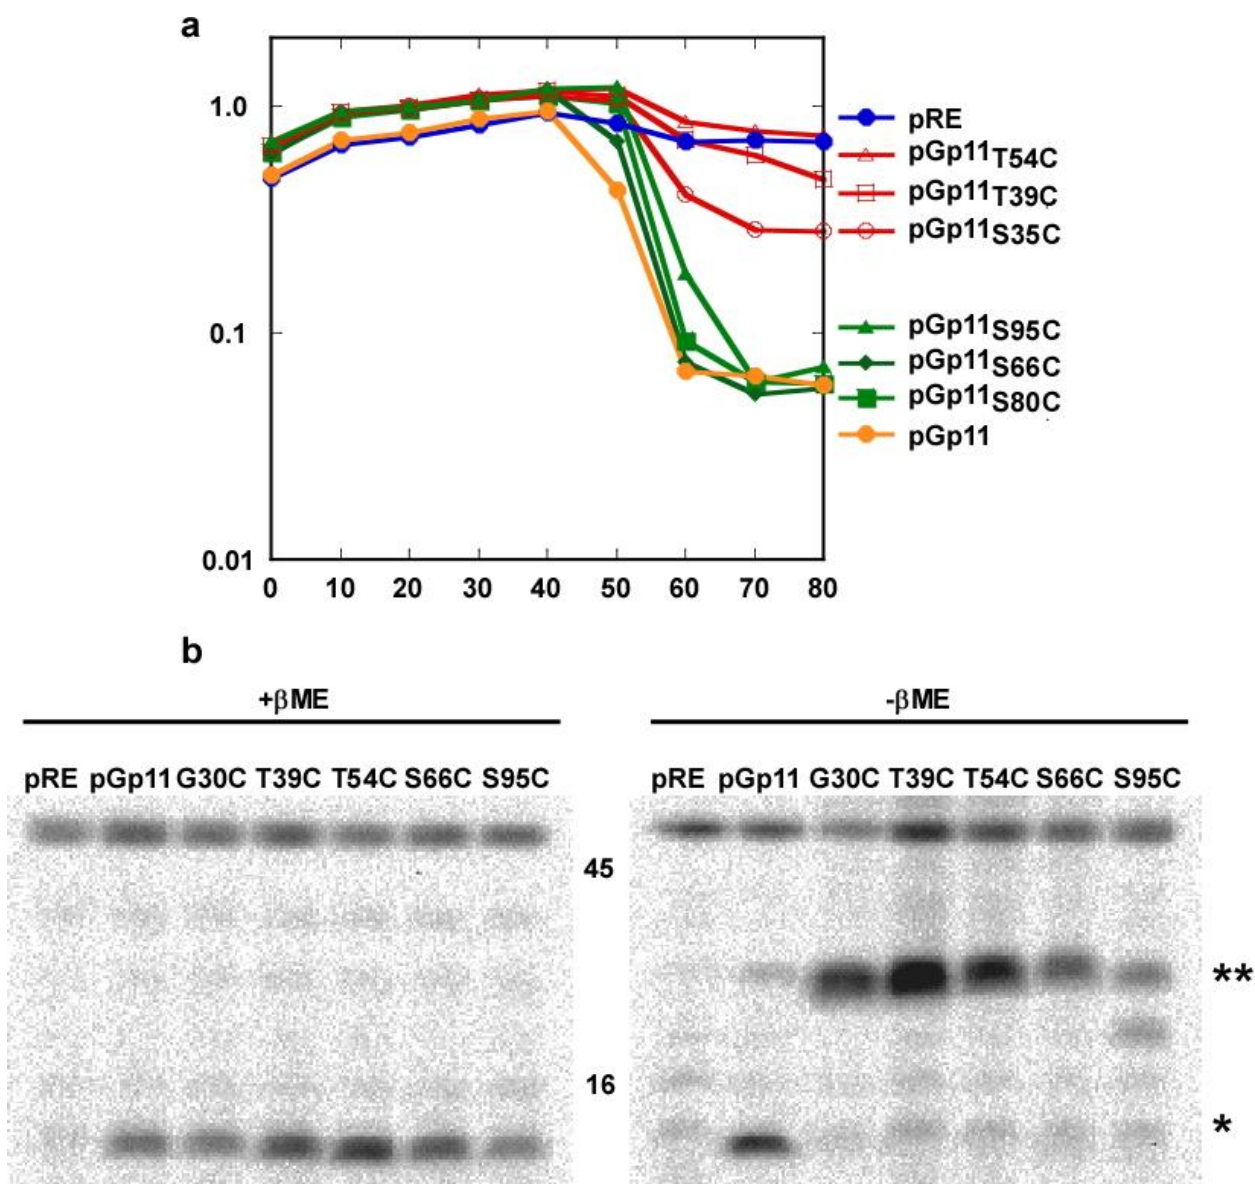 a
1.0
0.1
0.01
0 10 20 30 40 50 60 70 80
pRE
pGp11T54C
pGp11T39C
pGp11S35C
pGp11S95C
pGp11S66C
pGp11S80C
pGp11
b
+βME
-βME
pRE pGp11 G30C T39C T54C S66C S95C
pRE pGp11 G30C T39C T54C S66C S95C
45
**
16
*